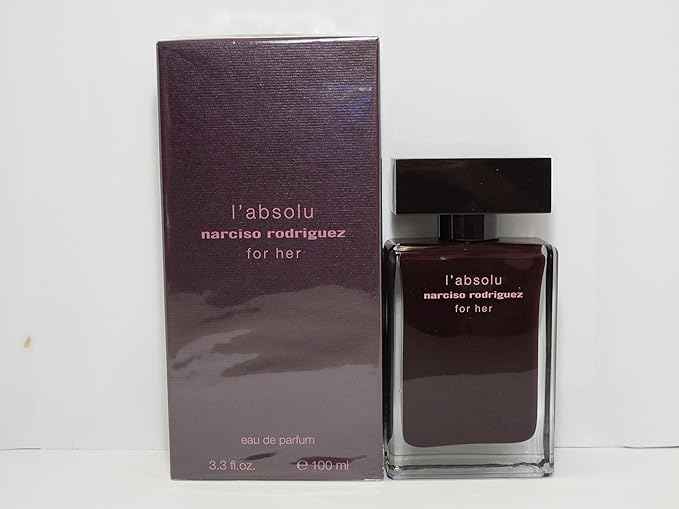 l'absolu
narciso rodriguez
for her
eau de parfum
3.3 fl.oz. ℮ 100 ml
l'absolu
narciso rodriguez
for her